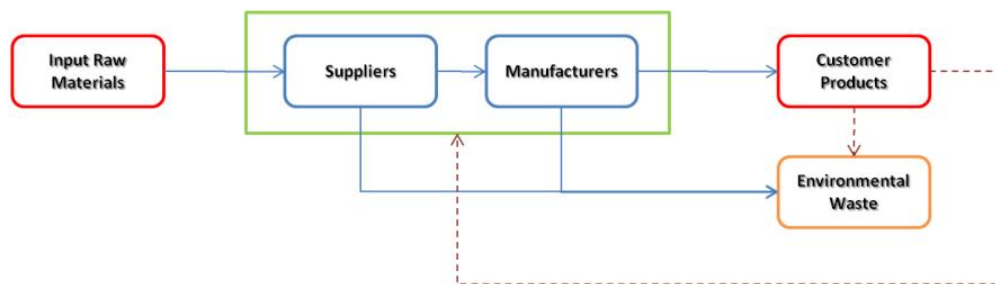 Input Raw
Materials
Suppliers
Manufacturers
Customer
Products
Environmental
Waste